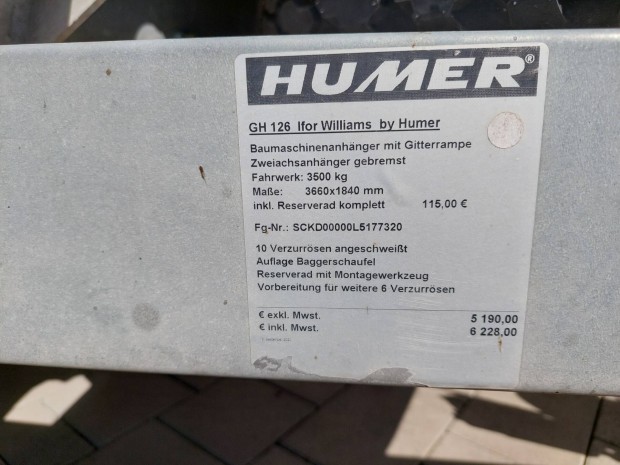 HUMER®
GH 126 Ifor Williams by Humer
Baumaschinenanhänger mit Gitterrampe
Zweiachsanhänger gebremst
Fahrwerk: 3500 kg
Maße: 3660x1840 mm
inkl. Reserverad komplett 115,00 €
Fg-Nr.: SCKD00000L5177320
10 Verzurrösen angeschweißt
Auflage Baggerschaufel
Reserverad mit Montagewerkzeug
Vorbereitung für weitere 6 Verzurrösen
€ exkl. Mwst. 5 190,00
€ inkl. Mwst. 6 228,00